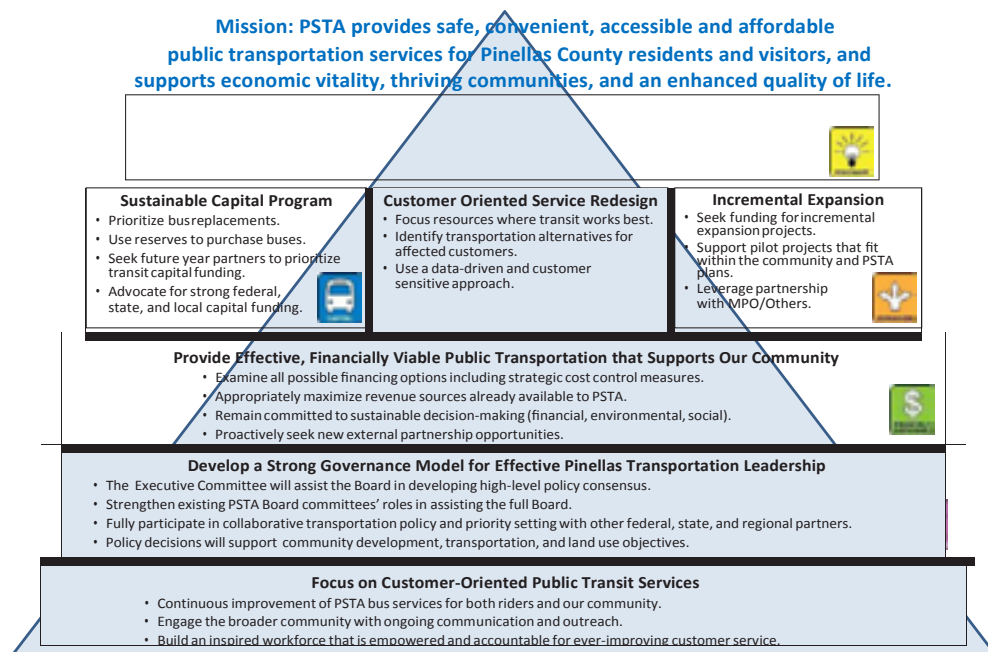 Mission: PSTA provides safe, convenient, accessible and affordable
public transportation services for Pinellas County residents and visitors, and
supports economic vitality, thriving communities, and an enhanced quality of life.
Sustainable Capital Program
• Prioritize bus replacements.
• Use reserves to purchase buses.
• Seek future year partners to prioritize
transit capital funding.
• Advocate for strong federal,
state, and local capital funding.
Customer Oriented Service Redesign
• Focus resources where transit works best.
• Identify transportation alternatives for
affected customers.
• Use a data-driven and customer
sensitive approach.
Incremental Expansion
• Seek funding for incremental
expansion projects.
• Support pilot projects that fit
within the community and PSTA
plans.
• Leverage partnership
with MPO/Others.
Provide Effective, Financially Viable Public Transportation that Supports Our Community
• Examine all possible financing options including strategic cost control measures.
• Appropriately maximize revenue sources already available to PSTA.
• Remain committed to sustainable decision-making (financial, environmental, social).
• Proactively seek new external partnership opportunities.
$
Develop a Strong Governance Model for Effective Pinellas Transportation Leadership
• The Executive Committee will assist the Board in developing high-level policy consensus.
• Strengthen existing PSTA Board committees’ roles in assisting the full Board.
• Fully participate in collaborative transportation policy and priority setting with other federal, state, and regional partners.
• Policy decisions will support community development, transportation, and land use objectives.
Focus on Customer-Oriented Public Transit Services
• Continuous improvement of PSTA bus services for both riders and our community.
• Engage the broader community with ongoing communication and outreach.
• Build an inspired workforce that is empowered and accountable for ever-improving customer service.